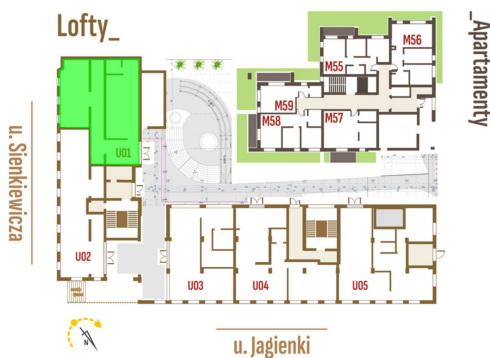 Lofty_
_Apartamenty
M56
M55
M59
M58
M57
U01
u. Sienkiewicza
U02
U03
U04
U05
N
u. Jagienki